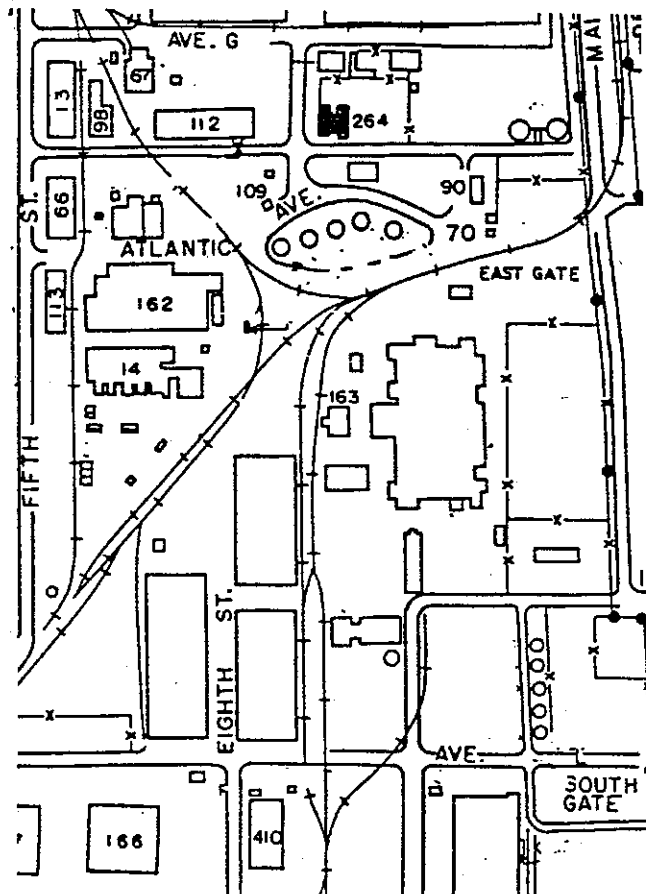 AVE. G
MAI
67
13
98
112
264
66
109
AVE.
90
ST.
70
ATLANTIC
EAST GATE
113
162
14
163
FIFTH
ST.
EIGHTH
AVE.
SOUTH
GATE
166
410